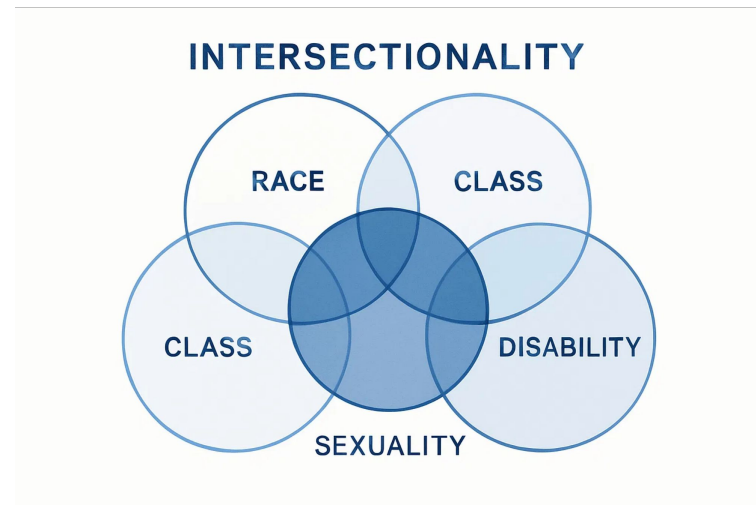 INTERSECTIONALITY
RACE
CLASS
CLASS
DISABILITY
SEXUALITY